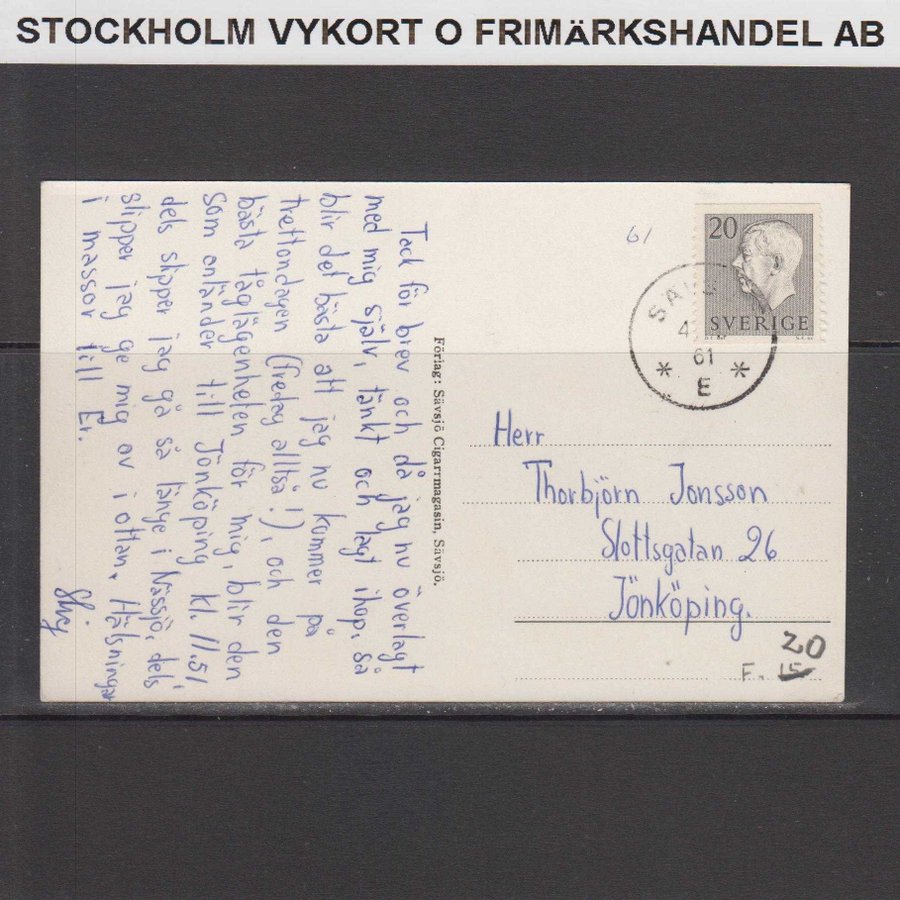 STOCKHOLM VYKORT O FRIMÄRKSHANDEL AB
Tack för brev och då jag nu överlagt
med mig själv, tänkt och lagt ihop, så
blir det bästa att jag nu kommer på
trettondagen (fredag alltså!), och den
bästa tåglägenheten för mig, blir den
som anländer till Jönköping kl. 11.51
dels slipper jag gå så länge i Nässjö, dels
slipper jag ge mig av i ottan. Hälsningar
i massor till Er.
Stig
Förlag: Sävsjö Cigarrmagasin, Sävsjö.
61
20
SVERIGE
4
61
* E *
Herr
Thorbjörn Jonsson
Slottsgatan 26
Jönköping.
20
F. 15